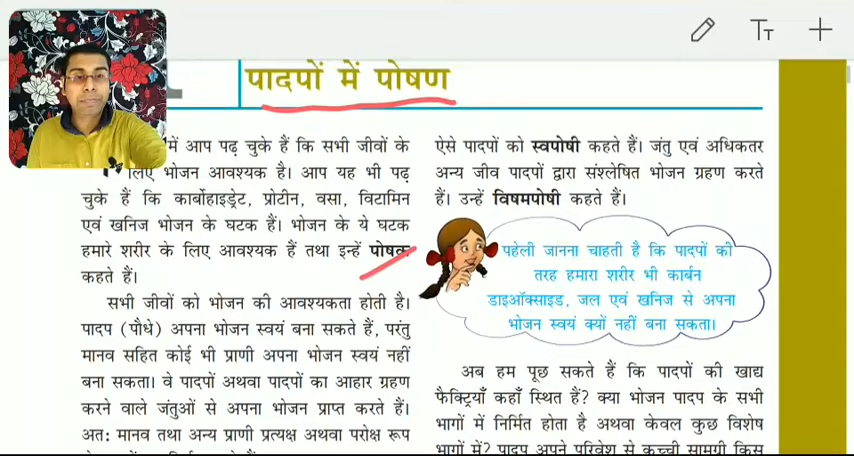 पादपों में पोषण
में आप पढ़ चुके हैं कि सभी जीवों के
लिए भोजन आवश्यक है। आप यह भी पढ़
चुके हैं कि कार्बोहाइड्रेट, प्रोटीन, वसा, विटामिन
एवं खनिज भोजन के घटक हैं। भोजन के ये घटक
हमारे शरीर के लिए आवश्यक हैं तथा इन्हें पोषक
कहते हैं।
सभी जीवों को भोजन की आवश्यकता होती है।
पादप (पौधे) अपना भोजन स्वयं बना सकते हैं, परंतु
मानव सहित कोई भी प्राणी अपना भोजन स्वयं नहीं
बना सकता। वे पादपों अथवा पादपों का आहार ग्रहण
करने वाले जंतुओं से अपना भोजन प्राप्त करते हैं।
अतः मानव तथा अन्य प्राणी प्रत्यक्ष अथवा परोक्ष रूप
ऐसे पादपों को स्वपोषी कहते हैं। जंतु एवं अधिकतर
अन्य जीव पादपों द्वारा संश्लेषित भोजन ग्रहण करते
हैं। उन्हें विषमपोषी कहते हैं।
पहेली जानना चाहती है कि पादपों की
तरह हमारा शरीर भी कार्बन
डाइऑक्साइड, जल एवं खनिज से अपना
भोजन स्वयं क्यों नहीं बना सकता।
अब हम पूछ सकते हैं कि पादपों की खाद्य
फैक्ट्रियाँ कहाँ स्थित हैं? क्या भोजन पादप के सभी
भागों में निर्मित होता है अथवा केवल कुछ विशेष
भागों में? पादप अपने परिवेश से कच्ची सामग्री किस